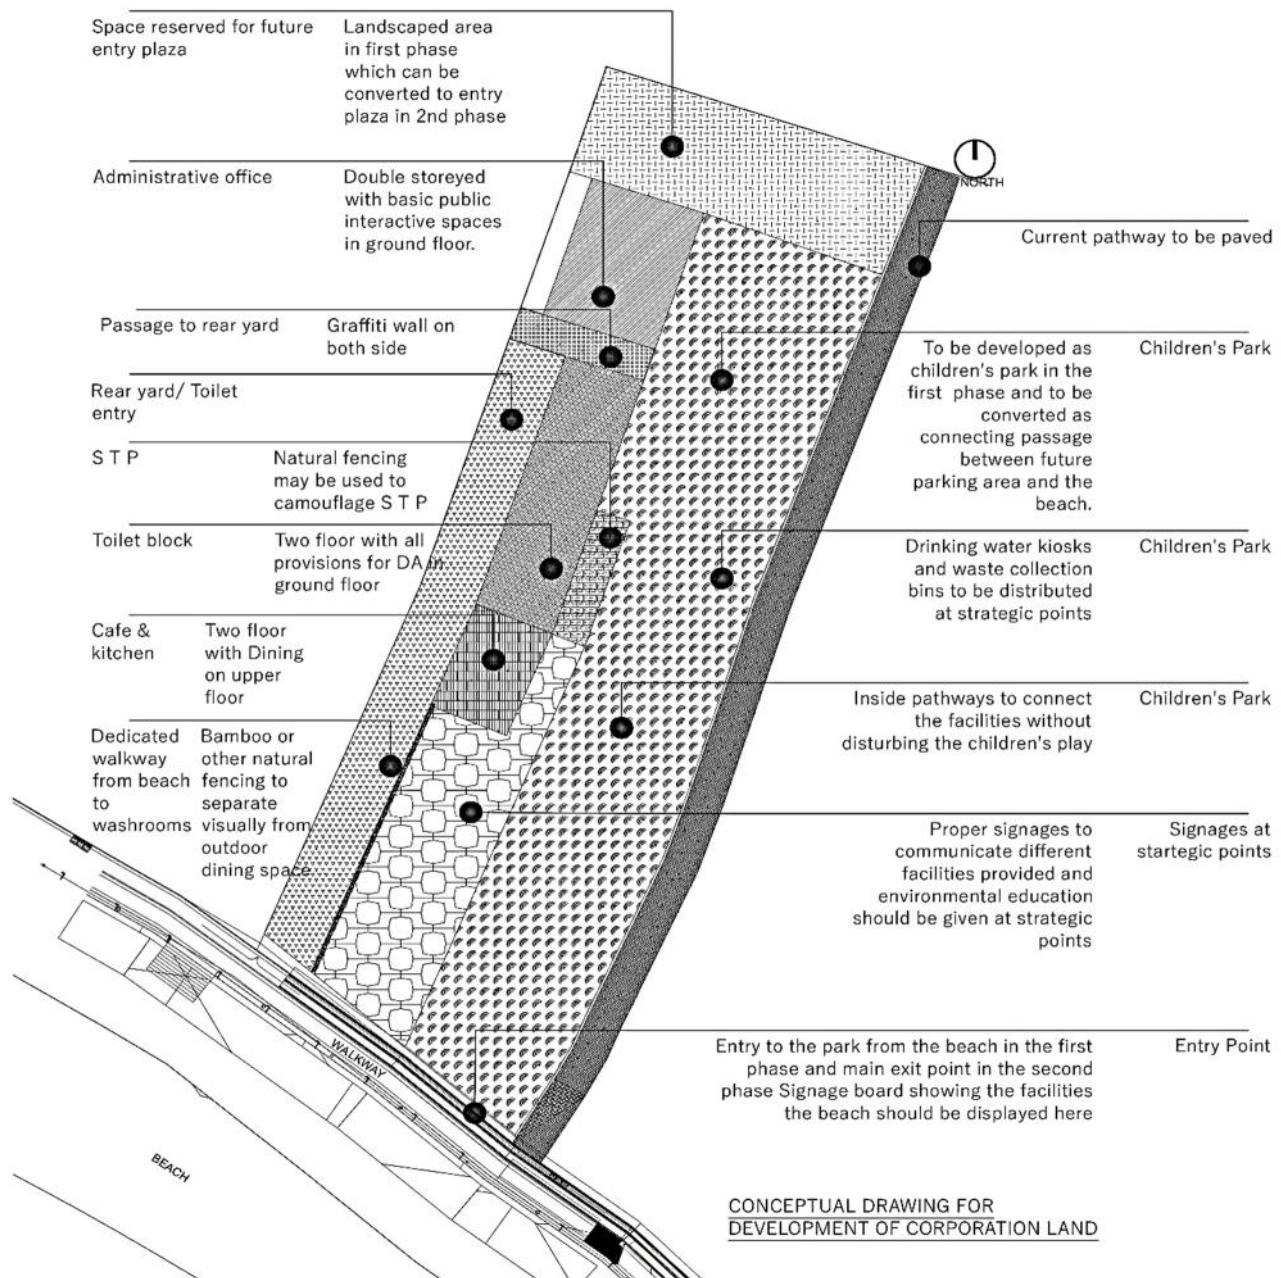 Space reserved for future
entry plaza
Landscaped area
in first phase
which can be
converted to entry
plaza in 2nd phase
Administrative office
Double storeyed
with basic public
interactive spaces
in ground floor.
Passage to rear yard
Graffiti wall on
both side
Rear yard/ Toilet
entry
S T P
Natural fencing
may be used to
camouflage S T P
Toilet block
Two floor with all
provisions for DA in
ground floor
Cafe &
kitchen
Two floor
with Dining
on upper
floor
Dedicated
walkway
from beach
to
washrooms
Bamboo or
other natural
fencing to
separate
visually from
outdoor
dining space
NORTH
Current pathway to be paved
To be developed as
children's park in the
first phase and to be
converted as
connecting passage
between future
parking area and the
beach.
Children's Park
Drinking water kiosks
and waste collection
bins to be distributed
at strategic points
Children's Park
Inside pathways to connect
the facilities without
disturbing the children's play
Children's Park
Proper signages to
communicate different
facilities provided and
environmental education
should be given at strategic
points
Signages at
startegic points
Entry to the park from the beach in the first
phase and main exit point in the second
phase Signage board showing the facilities
the beach should be displayed here
Entry Point
WALKWAY
BEACH
CONCEPTUAL DRAWING FOR
DEVELOPMENT OF CORPORATION LAND